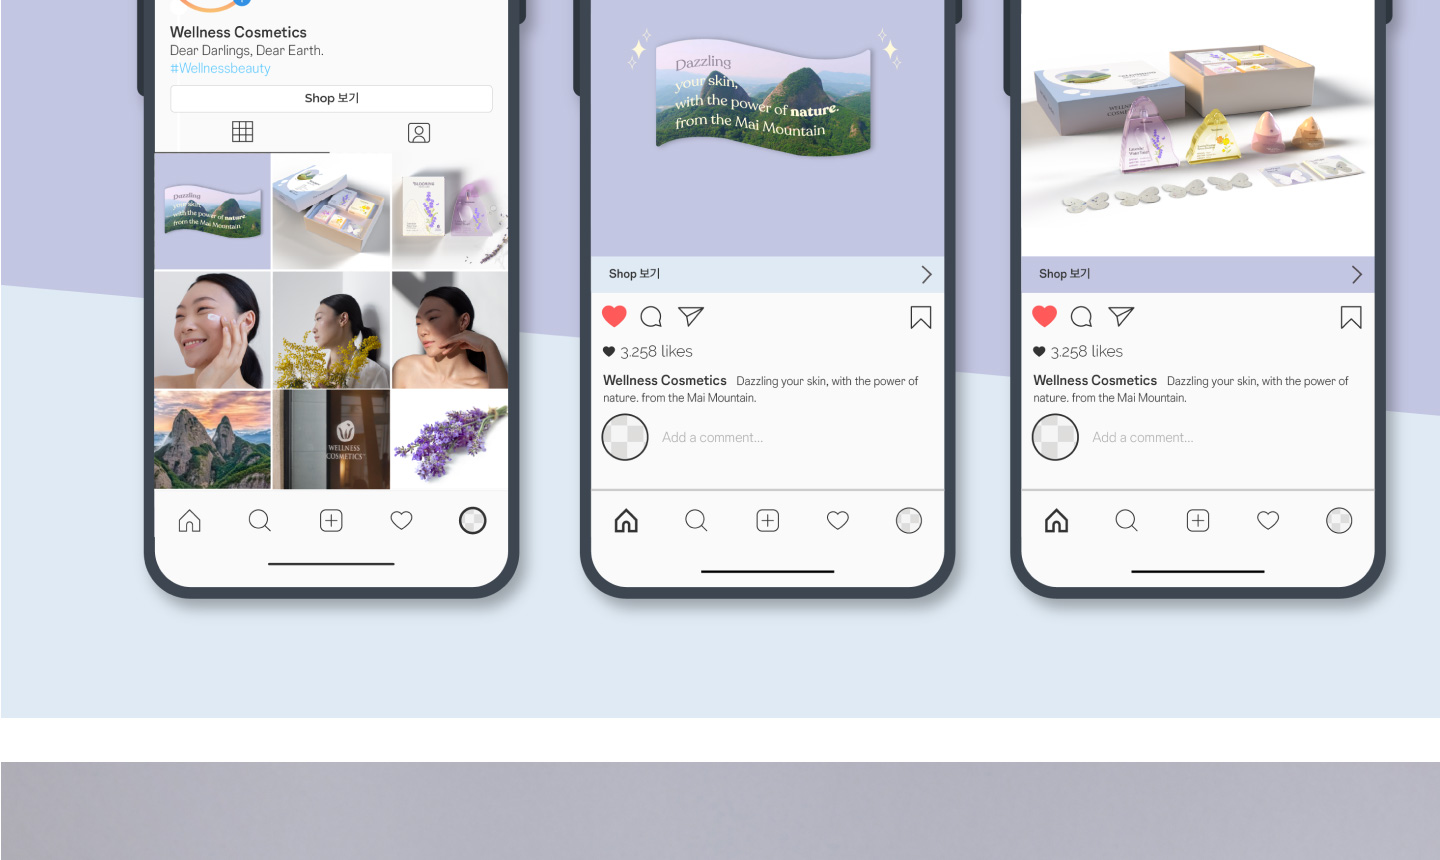 Wellness Cosmetics
Dear Darlings, Dear Earth.
#Wellnessbeauty
Shop 보기
Dazzling
your skin,
with the power of nature.
from the Mai Mountain
WELLNESS
COSMETICS
Dazzling
your skin,
with the power of nature.
from the Mai Mountain
Shop 보기
3.258 likes
Wellness Cosmetics Dazzling your skin, with the power of
nature. from the Mai Mountain.
Add a comment...
WELLNESS
Shop 보기
3.258 likes
Wellness Cosmetics Dazzling your skin, with the power of
nature. from the Mai Mountain.
Add a comment...